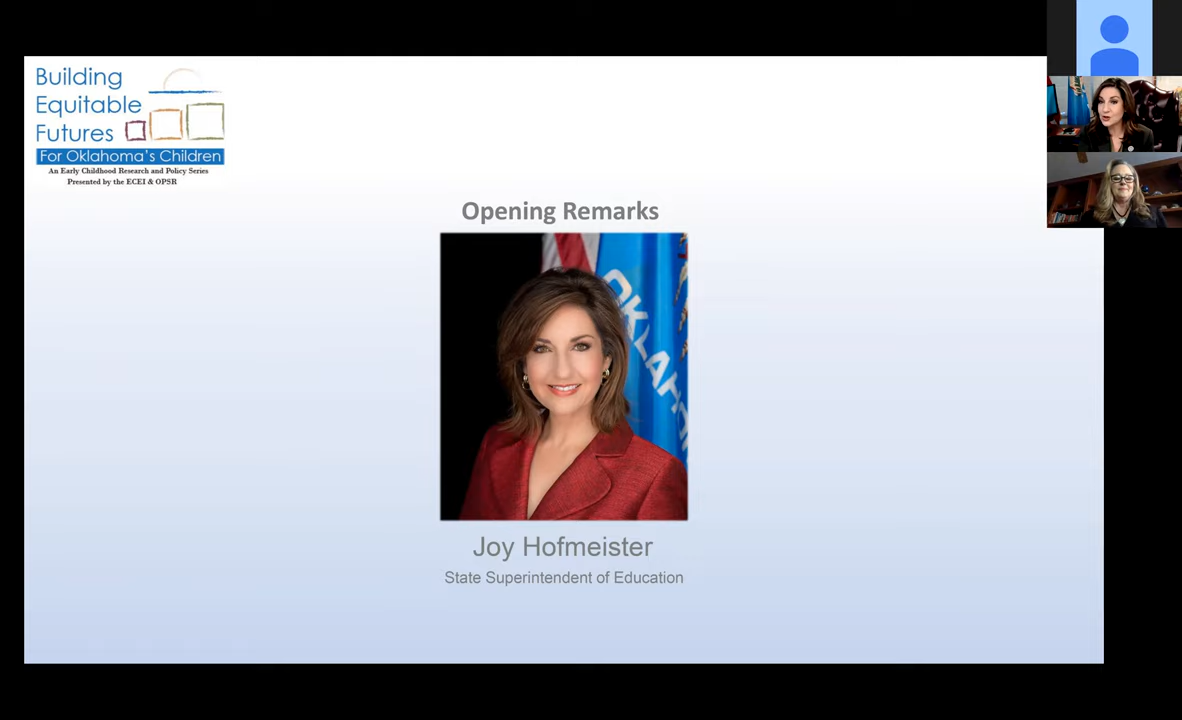 Building
Equitable
Futures
For Oklahoma's Children
An Early Childhood Research and Policy Series
Presented by the ECEI & OPSR
Opening Remarks
OKLAHO
Joy Hofmeister
State Superintendent of Education